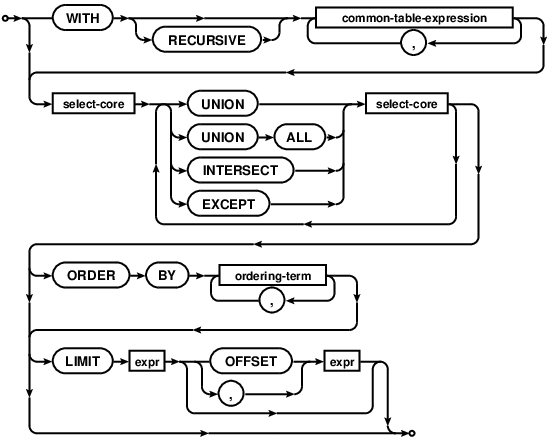 WITH common-table-expression
RECURSIVE
,
select-core UNION select-core
UNION ALL
INTERSECT
EXCEPT
ORDER BY ordering-term
,
LIMIT expr OFFSET expr
,